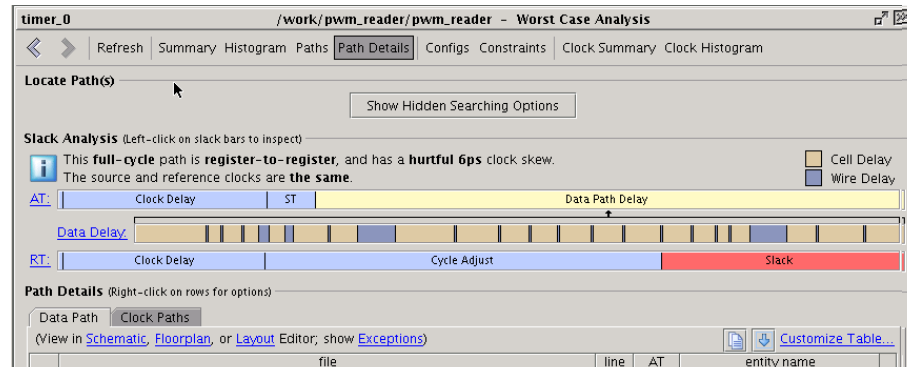 timer_0 /work/pwm_reader/pwm_reader - Worst Case Analysis
Refresh Summary Histogram Paths Path Details Configs Constraints Clock Summary Clock Histogram
Locate Path(s)
Show Hidden Searching Options
Slack Analysis (Left-click on slack bars to inspect)
This full-cycle path is register-to-register, and has a hurtful 6ps clock skew. Cell Delay
The source and reference clocks are the same. Wire Delay
AT: Clock Delay ST Data Path Delay
Data Delay:
RT: Clock Delay Cycle Adjust Slack
Path Details (Right-click on rows for options)
Data Path Clock Paths
(View in Schematic, Floorplan, or Layout Editor; show Exceptions) Customize Table...
file line AT entity name